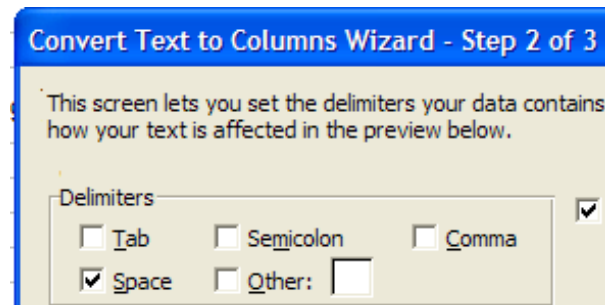 Convert Text to Columns Wizard - Step 2 of 3
This screen lets you set the delimiters your data contains
how your text is affected in the preview below.
Delimiters
Tab Semicolon Comma
Space Other: